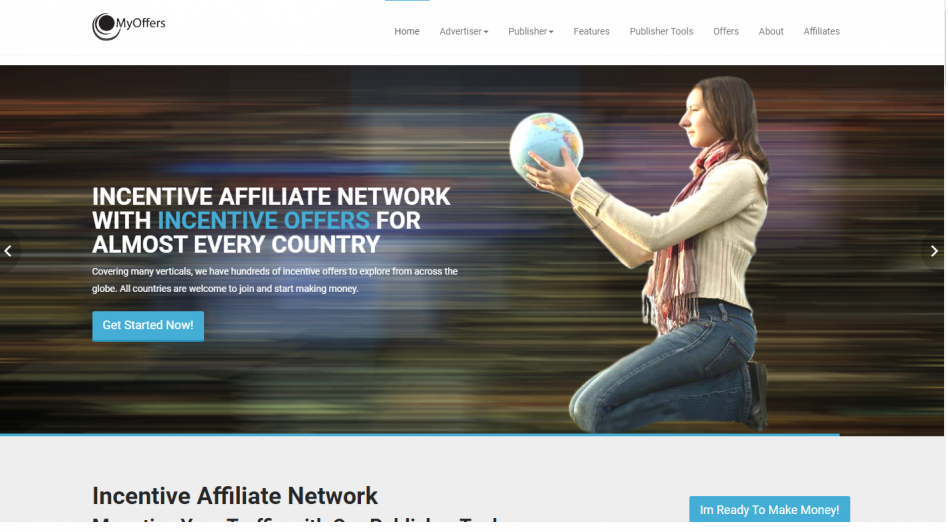 MyOffers
Home Advertiser Publisher Features Publisher Tools Offers About Affiliates
INCENTIVE AFFILIATE NETWORK
WITH INCENTIVE OFFERS FOR
ALMOST EVERY COUNTRY
Covering many verticals, we have hundreds of incentive offers to explore from across the
globe. All countries are welcome to join and start making money.
Get Started Now!
Incentive Affiliate Network
Im Ready To Make Money!